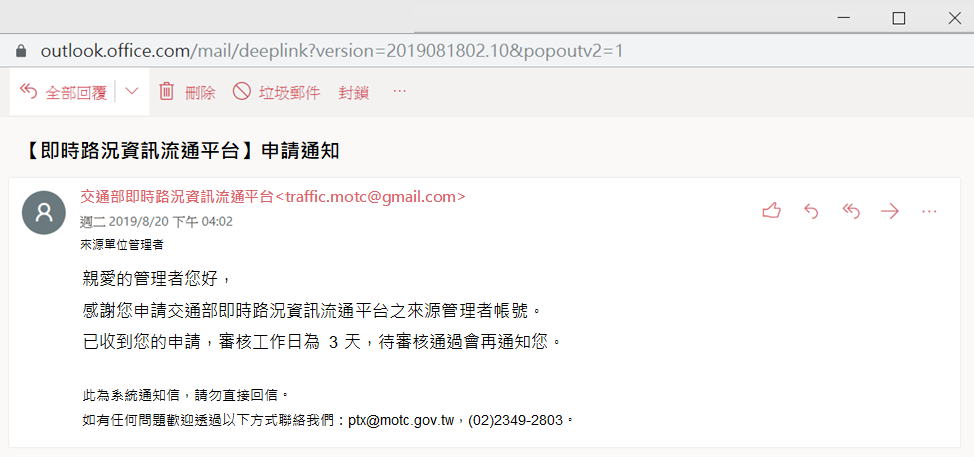 outlook.office.com/mail/deeplink?version=2019081802.10&popoutv2=1
全部回覆 刪除 垃圾郵件 封鎖 ...
【即時路況資訊流通平台】申請通知
交通部即時路況資訊流通平台<traffic.motc@gmail.com>
週二 2019/8/20 下午 04:02
來源單位管理者
親愛的管理者您好，
感謝您申請交通部即時路況資訊流通平台之來源管理者帳號。
已收到您的申請，審核工作日為 3 天，待審核通過會再通知您。
此為系統通知信，請勿直接回信。
如有任何問題歡迎透過以下方式聯絡我們：ptx@motc.gov.tw，(02)2349-2803。